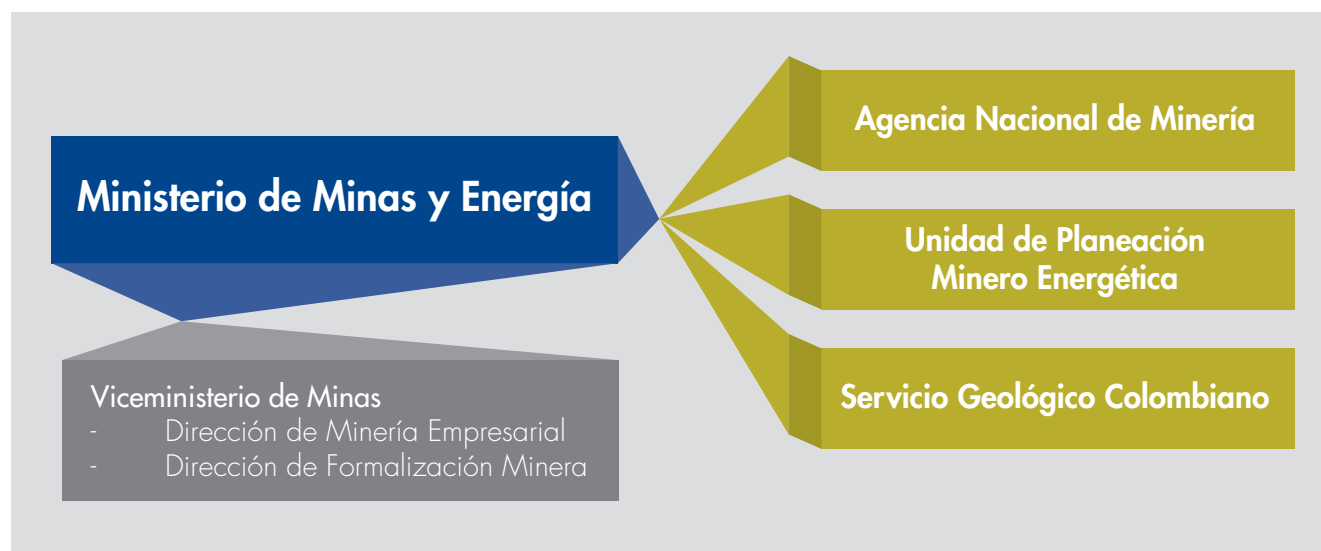 Ministerio de Minas y Energía
Viceministerio de Minas
- Dirección de Minería Empresarial
- Dirección de Formalización Minera
Agencia Nacional de Minería
Unidad de Planeación
Minero Energética
Servicio Geológico Colombiano